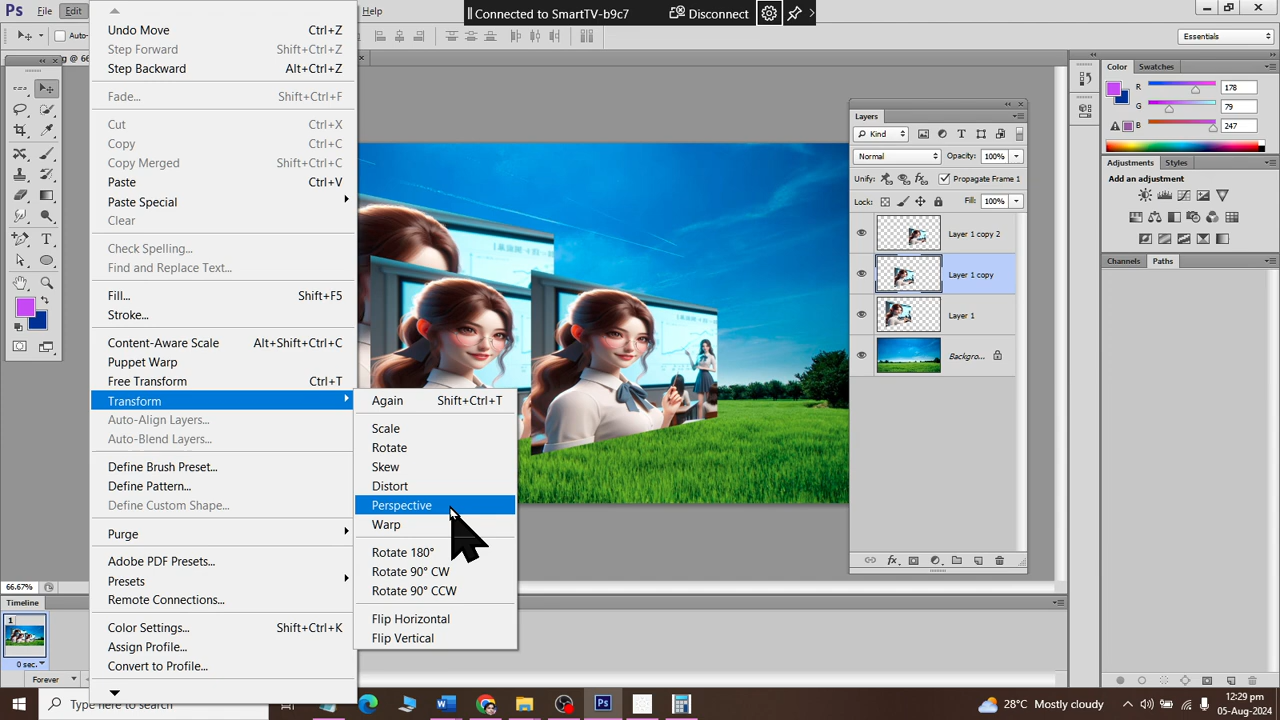 Ps File Edit Help
Connected to SmartTV-b9c7 Disconnect
Auto-
Essentials
g @ 66
Undo Move Ctrl+Z
Step Forward Shift+Ctrl+Z
Step Backward Alt+Ctrl+Z
Fade... Shift+Ctrl+F
Cut Ctrl+X
Copy Ctrl+C
Copy Merged Shift+Ctrl+C
Paste Ctrl+V
Paste Special
Clear
Check Spelling...
Find and Replace Text...
Fill... Shift+F5
Stroke...
Content-Aware Scale Alt+Shift+Ctrl+C
Puppet Warp
Free Transform Ctrl+T
Transform
Auto-Align Layers...
Auto-Blend Layers...
Define Brush Preset...
Define Pattern...
Define Custom Shape...
Purge
Adobe PDF Presets...
Presets
Remote Connections...
Color Settings... Shift+Ctrl+K
Assign Profile...
Convert to Profile...
Again Shift+Ctrl+T
Scale
Rotate
Skew
Distort
Perspective
Warp
Rotate 180°
Rotate 90° CW
Rotate 90° CCW
Flip Horizontal
Flip Vertical
Layers
Kind
Normal Opacity: 100%
Unify: Propagate Frame 1
Lock: Fill: 100%
Layer 1 copy 2
Layer 1 copy
Layer 1
Backgro...
Color Swatches
R 178
G 79
B 247
Adjustments Styles
Add an adjustment
Channels Paths
66.67%
Timeline
1
0 sec.
Forever
Type here to search
28°C Mostly cloudy
12:29 pm
05-Aug-2024